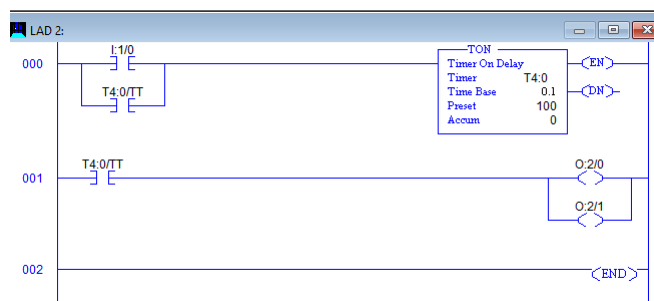 LAD 2:
I:1/0
T4:0/TT
000
TON
Timer On Delay
Timer T4:0
Time Base 0.1
Preset 100
Accum 0
EN
DN
T4:0/TT
001
O:2/0
O:2/1
002
END